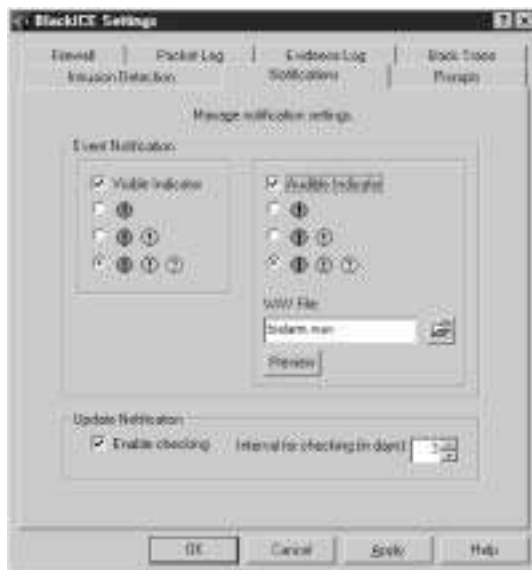 BlackICE Settings
Firewall Packet Log Evidence Log Back Trace
Intrusion Detection Notifications Prompts
Manage notification settings.
Event Notification
Visible Indicator
Audible Indicator
!
!
! !
! !
! ! ?
! ! ?
WAV File
Preview
Update Notification
Enable checking Interval for checking (in days)
OK Cancel Apply Help